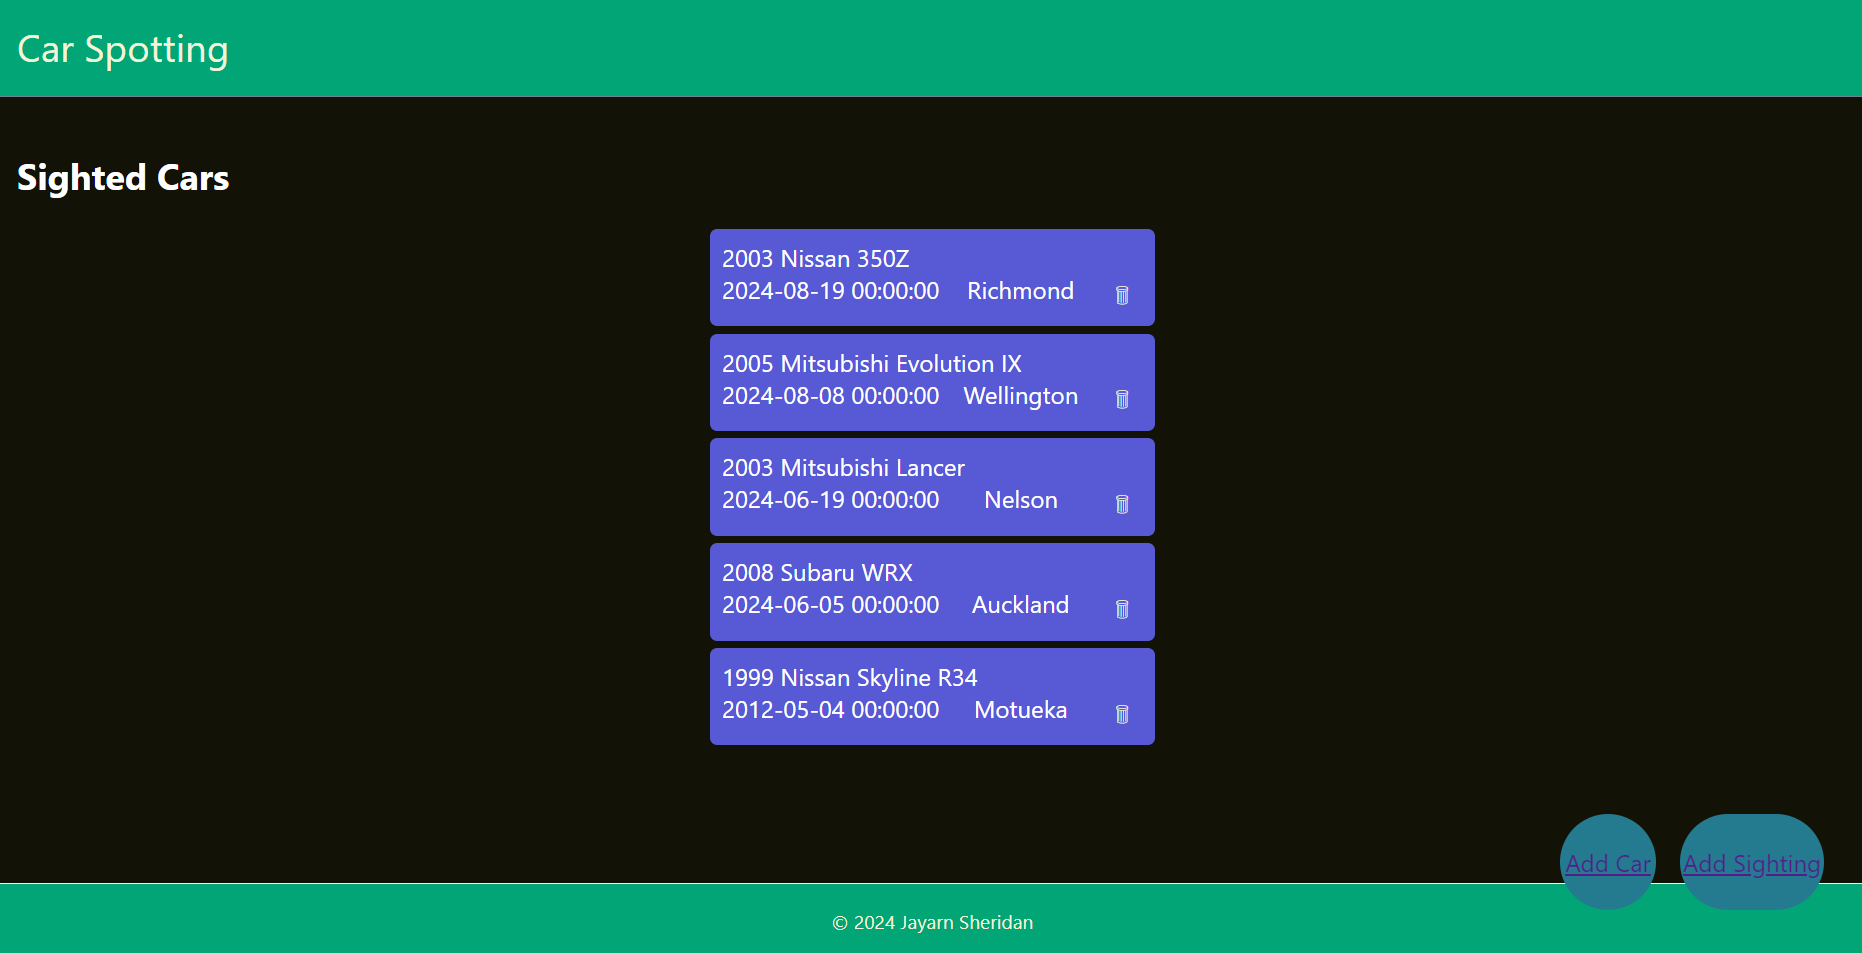 Car Spotting
Sighted Cars
2003 Nissan 350Z
2024-08-19 00:00:00 Richmond
2005 Mitsubishi Evolution IX
2024-08-08 00:00:00 Wellington
2003 Mitsubishi Lancer
2024-06-19 00:00:00 Nelson
2008 Subaru WRX
2024-06-05 00:00:00 Auckland
1999 Nissan Skyline R34
2012-05-04 00:00:00 Motueka
Add Car Add Sighting
© 2024 Jayarn Sheridan